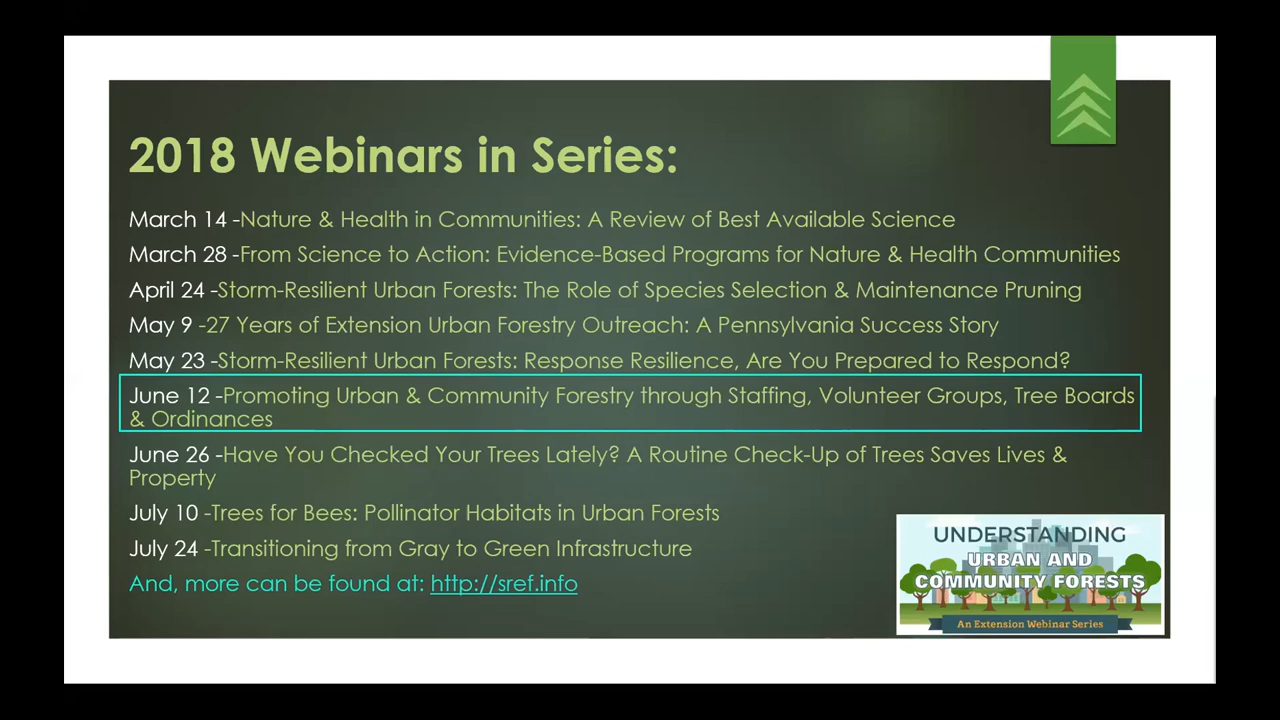 2018 Webinars in Series:
March 14 -Nature & Health in Communities: A Review of Best Available Science
March 28 -From Science to Action: Evidence-Based Programs for Nature & Health Communities
April 24 -Storm-Resilient Urban Forests: The Role of Species Selection & Maintenance Pruning
May 9 -27 Years of Extension Urban Forestry Outreach: A Pennsylvania Success Story
May 23 -Storm-Resilient Urban Forests: Response Resilience, Are You Prepared to Respond?
June 12 -Promoting Urban & Community Forestry through Staffing, Volunteer Groups, Tree Boards
& Ordinances
June 26 -Have You Checked Your Trees Lately? A Routine Check-Up of Trees Saves Lives &
Property
July 10 -Trees for Bees: Pollinator Habitats in Urban Forests
July 24 -Transitioning from Gray to Green Infrastructure
And, more can be found at: http://sref.info
UNDERSTANDING
URBAN AND
COMMUNITY FORESTS
An Extension Webinar Series